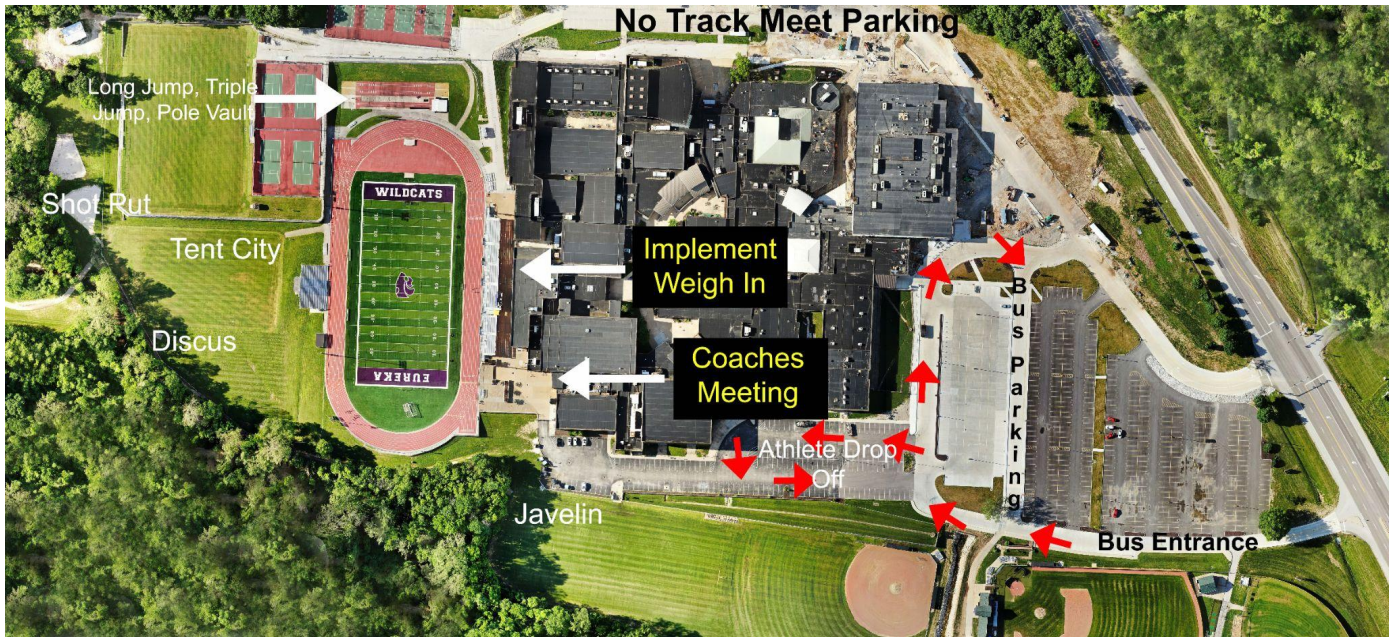 No Track Meet Parking
Long Jump, Triple
Jump, Pole Vault
WILDCATS
Shot Put
Tent City
Implement
Weigh In
Bus Parking
Discus
Coaches
Meeting
EUREKA
Athlete Drop
Off
Javelin
Bus Entrance